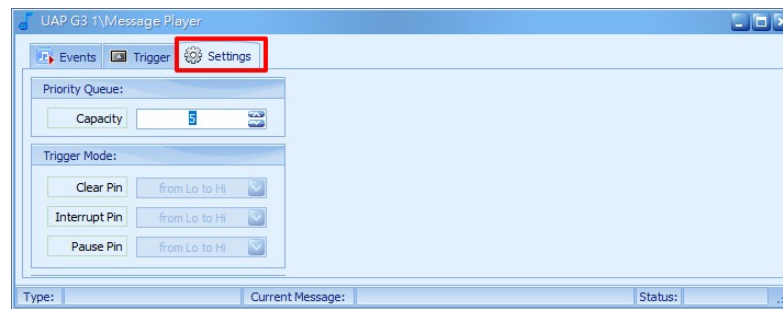 UAP G3 1\Message Player
Events Trigger Settings
Priority Queue:
Capacity 5
Trigger Mode:
Clear Pin from Lo to Hi
Interrupt Pin from Lo to Hi
Pause Pin from Lo to Hi
Type: Current Message: Status: